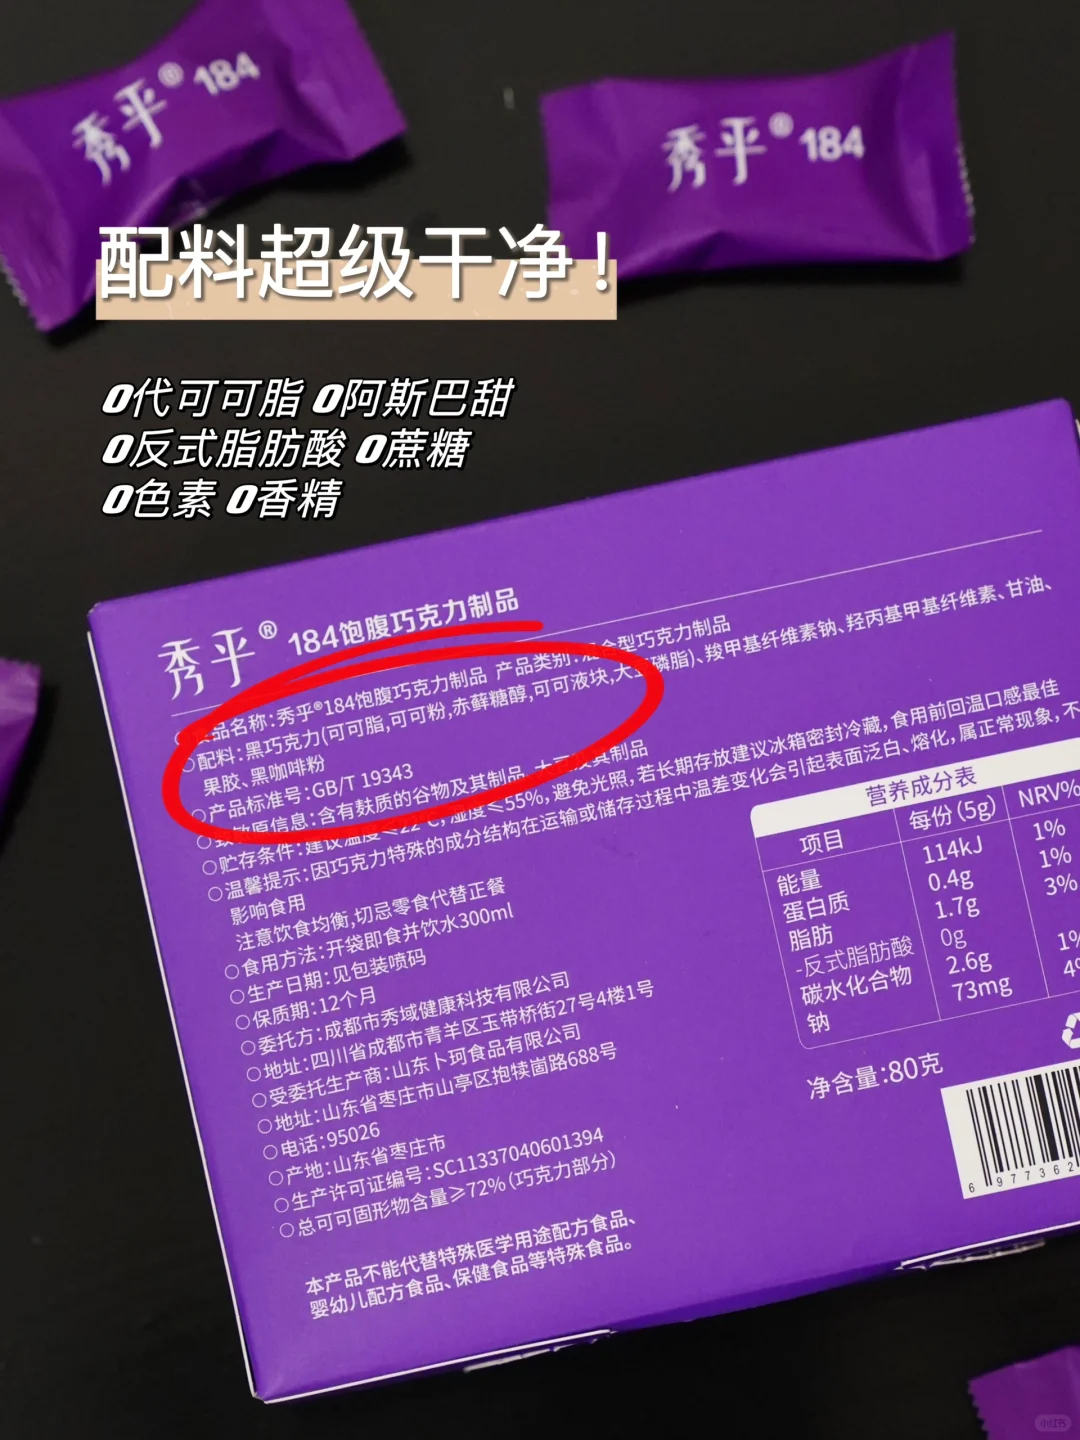 秀乎®184
秀乎®184
配料超级干净！
0代可可脂 0阿斯巴甜
0反式脂肪酸 0蔗糖
0色素 0香精
秀乎® 184饱腹巧克力制品
品名称：秀乎®184饱腹巧克力制品 产品类别：混合型巧克力制品
○配料：黑巧克力(可可脂,可可粉,赤藓糖醇,可可液块,大豆磷脂)、羧甲基纤维素钠、羟丙基甲基纤维素、甘油、
果胶、黑咖啡粉
○产品标准号：GB/T 19343
○致敏原信息：含有麸质的谷物及其制品、大豆及其制品
○贮存条件：建议温度≤22℃，湿度≤55%，避免光照，若长期存放建议冰箱密封冷藏，食用前回温口感最佳
○温馨提示：因巧克力特殊的成分结构在运输或储存过程中温差变化会引起表面泛白、熔化，属正常现象，不
影响食用
注意饮食均衡,切忌零食代替正餐
○食用方法：开袋即食并饮水300ml
○生产日期：见包装喷码
○保质期：12个月
○委托方：成都市秀域健康科技有限公司
○地址：四川省成都市青羊区玉带桥街27号4楼1号
○受委托生产商：山东卜珂食品有限公司
○地址：山东省枣庄市山亭区抱犊崮路688号
○电话：95026
○产地：山东省枣庄市
○生产许可证编号：SC11337040601394
○总可可固形物含量≥72%(巧克力部分)
本产品不能代替特殊医学用途配方食品、
婴幼儿配方食品、保健食品等特殊食品。
营养成分表
项目 每份(5g) NRV%
能量 114kJ 1%
蛋白质 0.4g 1%
脂肪 1.7g 3%
-反式脂肪酸 0g
碳水化合物 2.6g 1%
钠 73mg 4%
净含量：80克
6 977362
小红书